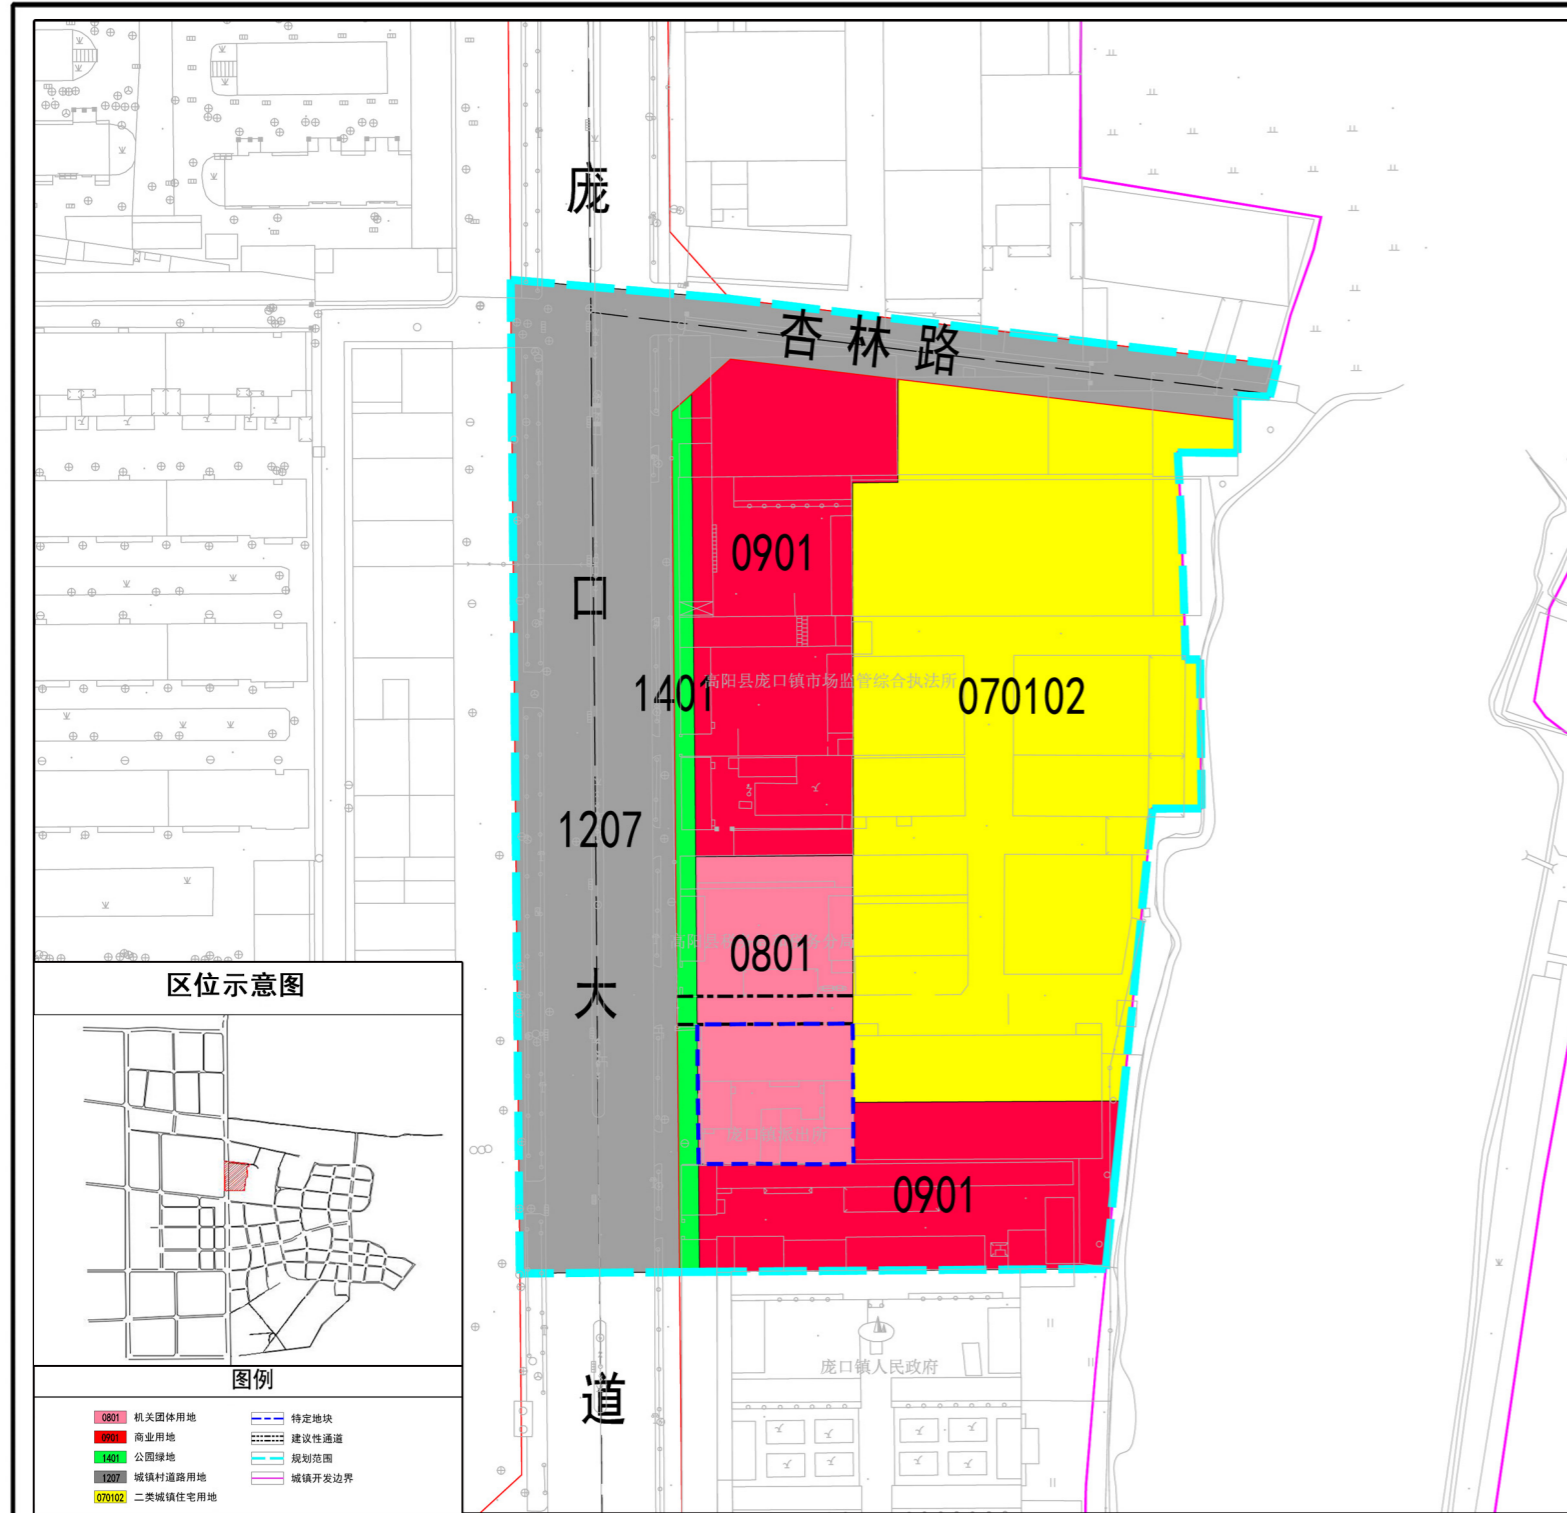 庞
口
大
道
杏林路
0901
1401
高阳县庞口镇市场监管综合执法所
070102
1207
0801
庞口镇派出所
0901
庞口镇人民政府
区位示意图
图例
0801 机关团体用地
0901 商业用地
1401 公园绿地
1207 城镇村道路用地
070102 二类城镇住宅用地
特定地块
建议性通道
规划范围
城镇开发边界